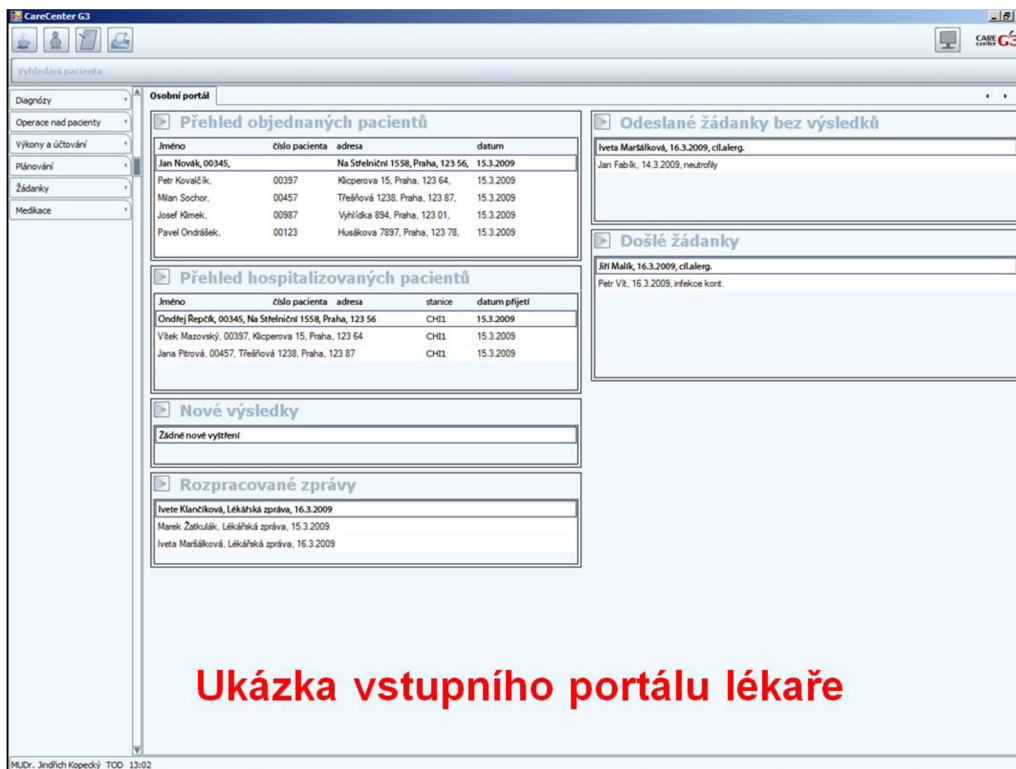 CareCenter G3
CARE center G3
Vyhledání pacienta
Diagnózy
Operace nad pacienty
Výkony a účtování
Plánování
Žádanky
Medikace
Osobní portál
Přehled objednaných pacientů
Jméno číslo pacienta adresa datum
Jan Novák, 00345, Na Střelniční 1558, Praha, 123 56, 15.3.2009
Petr Kovalčík, 00397 Klicperova 15, Praha, 123 64, 15.3.2009
Milan Sochor, 00457 Třešňová 1238, Praha, 123 87, 15.3.2009
Josef Klimek, 00987 Vyhlídka 894, Praha, 123 01, 15.3.2009
Pavel Ondrášek, 00123 Husákova 7897, Praha, 123 78, 15.3.2009
Přehled hospitalizovaných pacientů
Jméno číslo pacienta adresa stanice datum přijetí
Ondřej Řepčík, 00345, Na Střelniční 1558, Praha, 123 56 CHI1 15.3.2009
Vítek Mazovský, 00397, Klicperova 15, Praha, 123 64 CHI1 15.3.2009
Jana Pitrová, 00457, Třešňová 1238, Praha, 123 87 CHI1 15.3.2009
Nové výsledky
Žádné nové vyštření
Rozpracované zprávy
Ivete Klančíková, Lékářská zpráva, 16.3.2009
Marek Žatkulák, Lékářská zpráva, 15.3.2009
Iveta Maršálková, Lékářská zpráva, 16.3.2009
Odeslané žádanky bez výsledků
Iveta Maršálková, 16.3.2009, cíl.alerg.
Jan Fabík, 14.3.2009, neutrofily
Došlé žádanky
Jiří Malík, 16.3.2009, cíl.alerg.
Petr Vít, 16.3.2009, infekce kont.
Ukázka vstupního portálu lékaře
MUDr. Jindřich Kopecký TOD 13:02